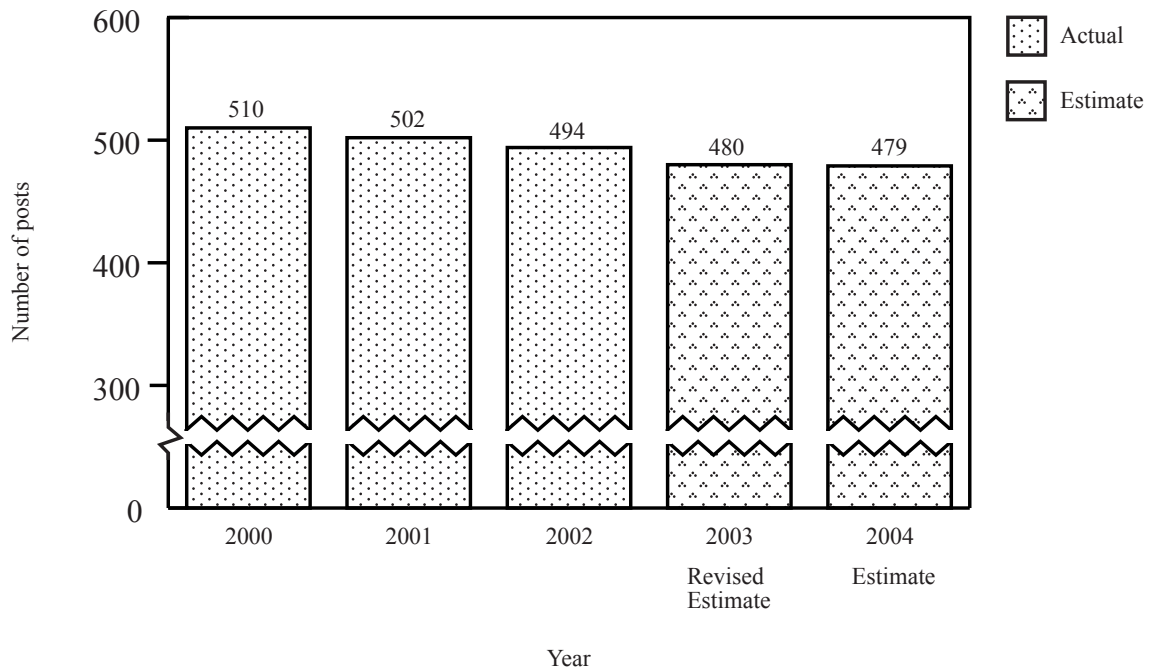 600
500
400
300
0
Number of posts
510
502
494
480
479
2000
2001
2002
2003
2004
Revised
Estimate
Estimate
Year
Actual
Estimate